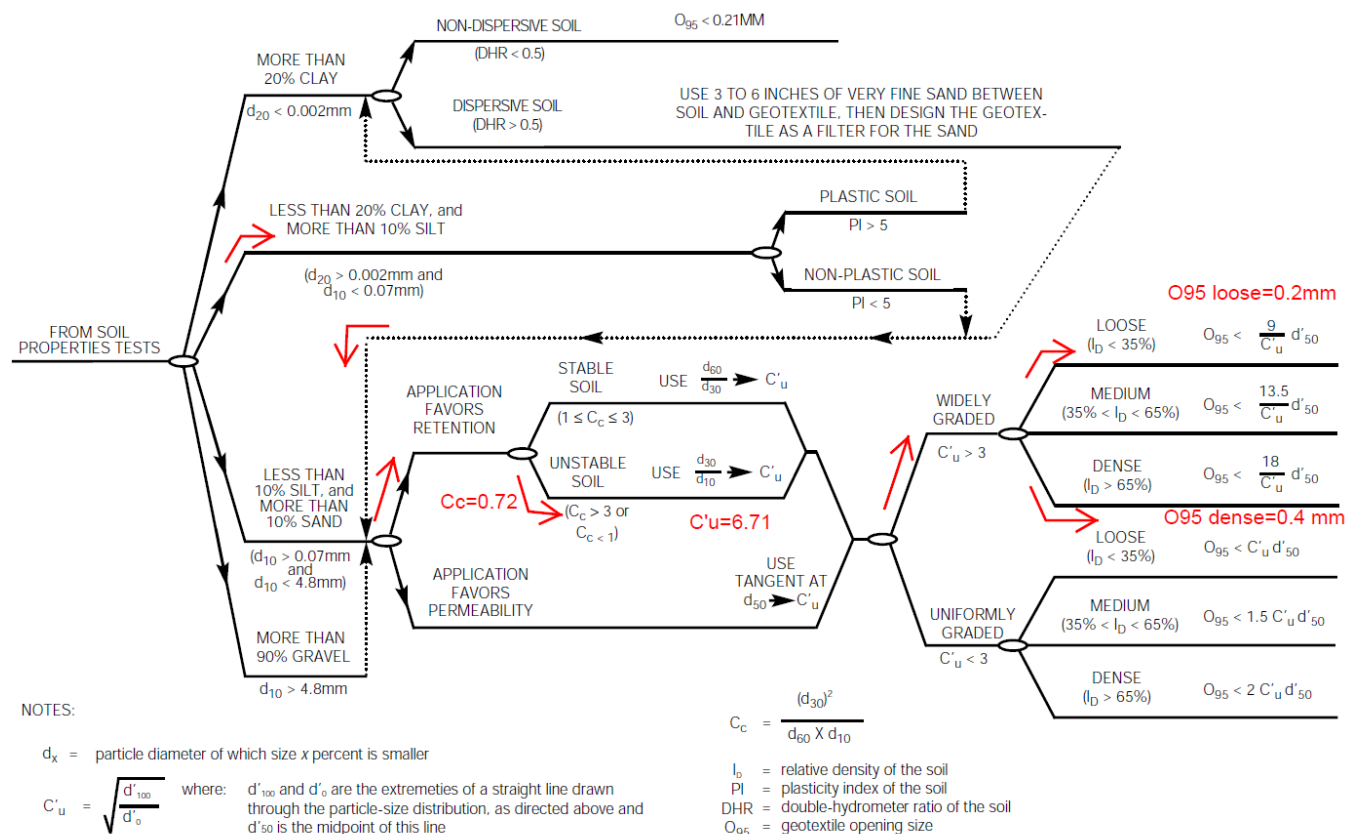 NON-DISPERSIVE SOIL
O95 < 0.21MM
(DHR < 0.5)
MORE THAN
20% CLAY
d20 < 0.002mm
DISPERSIVE SOIL
(DHR > 0.5)
USE 3 TO 6 INCHES OF VERY FINE SAND BETWEEN
SOIL AND GEOTEXTILE, THEN DESIGN THE GEOTEX-
TILE AS A FILTER FOR THE SAND
LESS THAN 20% CLAY, and
MORE THAN 10% SILT
(d20 > 0.002mm and
d10 < 0.07mm)
PLASTIC SOIL
PI > 5
NON-PLASTIC SOIL
PI < 5
FROM SOIL
PROPERTIES TESTS
LESS THAN
10% SILT, and
MORE THAN
10% SAND
(d10 > 0.07mm
and
d10 < 4.8mm)
MORE THAN
90% GRAVEL
d10 > 4.8mm
APPLICATION
FAVORS
RETENTION
STABLE
SOIL
(1 ≤ Cc ≤ 3)
USE d60/d30 → C'u
UNSTABLE
SOIL
(Cc > 3 or
Cc < 1)
USE d30/d10 → C'u
Cc=0.72
C'u=6.71
APPLICATION
FAVORS
PERMEABILITY
USE
TANGENT AT
d50 → C'u
WIDELY
GRADED
C'u > 3
O95 loose=0.2mm
LOOSE
(ID < 35%)
O95 < 9/C'u d'50
MEDIUM
(35% < ID < 65%)
O95 < 13.5/C'u d'50
DENSE
(ID > 65%)
O95 < 18/C'u d'50
O95 dense=0.4 mm
UNIFORMLY
GRADED
C'u < 3
LOOSE
(ID < 35%)
O95 < C'u d'50
MEDIUM
(35% < ID < 65%)
O95 < 1.5 C'u d'50
DENSE
(ID > 65%)
O95 < 2 C'u d'50
NOTES:
dx = particle diameter of which size x percent is smaller
C'u = √(d'100/d'0) where: d'100 and d'0 are the extremeties of a straight line drawn
through the particle-size distribution, as directed above and
d'50 is the midpoint of this line
Cc = (d30)²/(d60 X d10)
ID = relative density of the soil
PI = plasticity index of the soil
DHR = double-hydrometer ratio of the soil
O95 = geotextile opening size